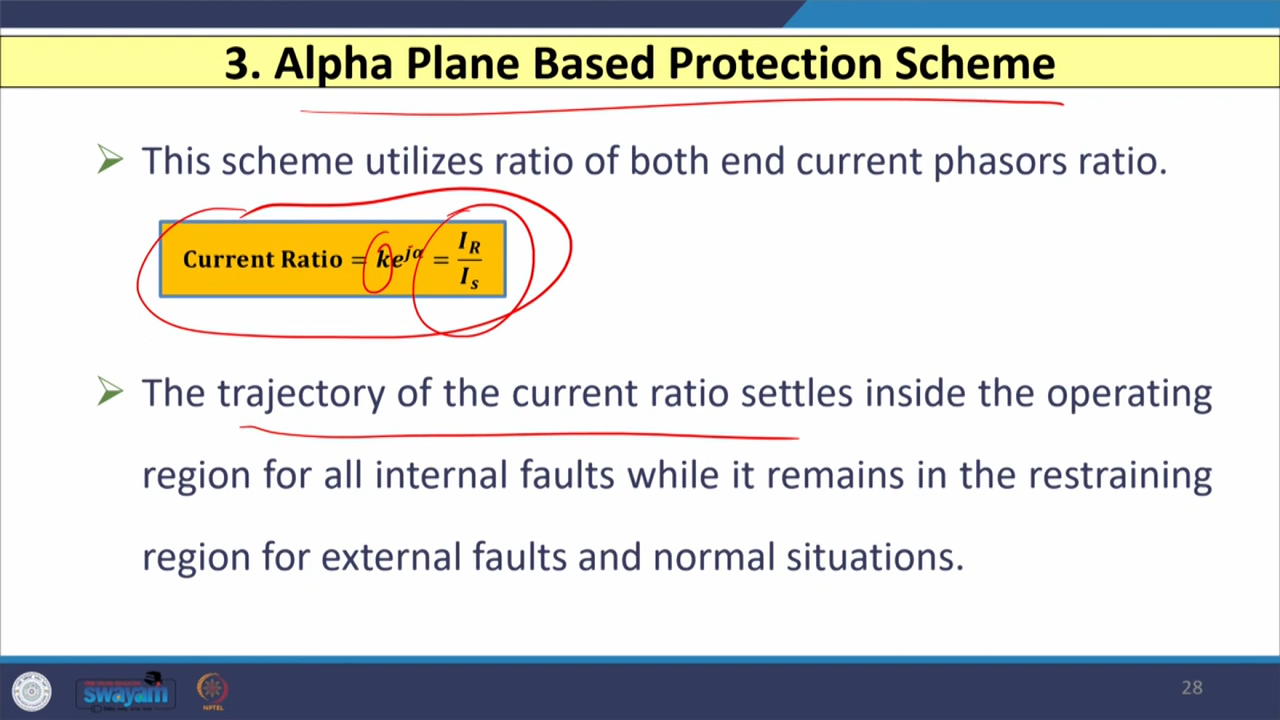 3. Alpha Plane Based Protection Scheme
➢ This scheme utilizes ratio of both end current phasors ratio.
Current Ratio = ke^{jα} = I_R / I_s
➢ The trajectory of the current ratio settles inside the operating
region for all internal faults while it remains in the restraining
region for external faults and normal situations.
swayam
NPTEL
28